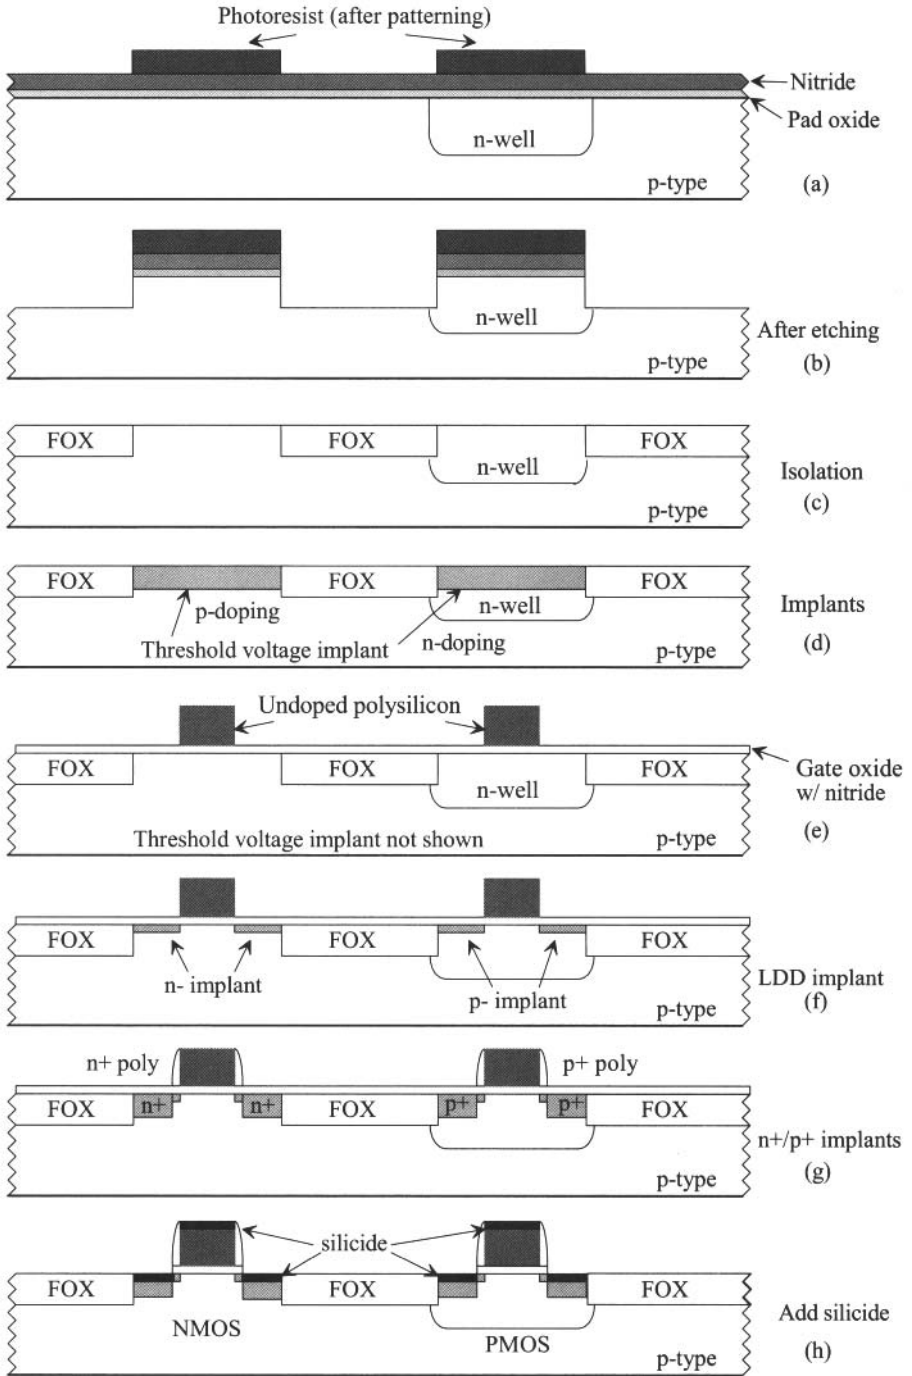 Photoresist (after patterning)
Nitride
Pad oxide
n-well
p-type
(a)
n-well
After etching
p-type
(b)
FOX FOX FOX
n-well
Isolation
(c)
p-type
FOX FOX FOX
p-doping
n-well
Implants
Threshold voltage implant
n-doping
(d)
p-type
Undoped polysilicon
FOX FOX FOX
Gate oxide
w/ nitride
n-well
(e)
Threshold voltage implant not shown
p-type
FOX FOX FOX
n- implant
p- implant
LDD implant
(f)
p-type
n+ poly
p+ poly
FOX n+ n+ FOX p+ p+ FOX
n+/p+ implants
(g)
p-type
silicide
FOX FOX FOX
NMOS
PMOS
Add silicide
(h)
p-type